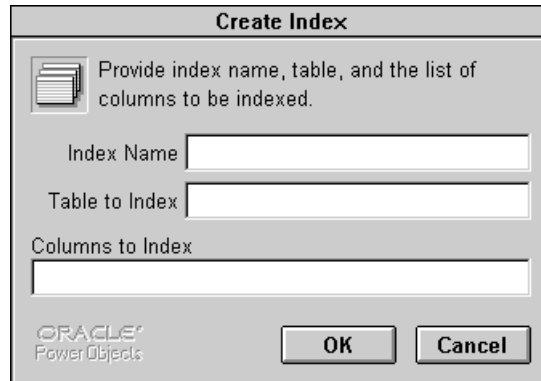 Create Index
Provide index name, table, and the list of
columns to be indexed.
Index Name
Table to Index
Columns to Index
ORACLE®
Power Objects
OK
Cancel